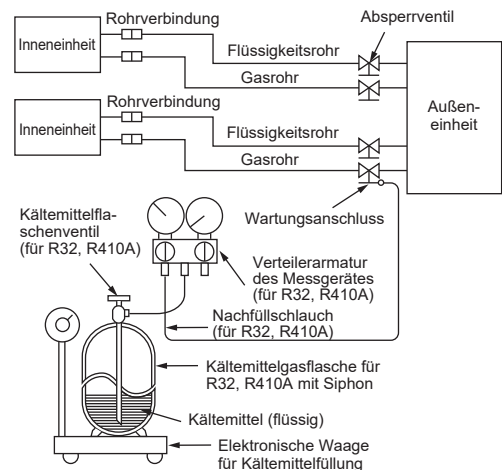 Absperrventil
Rohrverbindung
Inneneinheit
Flüssigkeitsrohr
Gasrohr
Außen-
einheit
Rohrverbindung
Inneneinheit
Flüssigkeitsrohr
Gasrohr
Wartungsanschluss
Kältemittelfla-
schenventil
(für R32, R410A)
Verteilerarmatur
des Messgerätes
(für R32, R410A)
Nachfüllschlauch
(für R32, R410A)
Kältemittelgasflasche für
R32, R410A mit Siphon
Kältemittel (flüssig)
Elektronische Waage
für Kältemittelfüllung